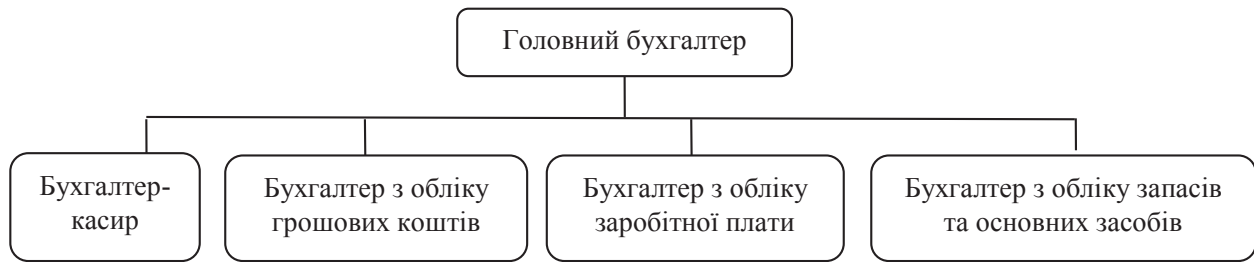 Головний бухгалтер
Бухгалтер-
касир
Бухгалтер з обліку
грошових коштів
Бухгалтер з обліку
заробітної плати
Бухгалтер з обліку запасів
та основних засобів